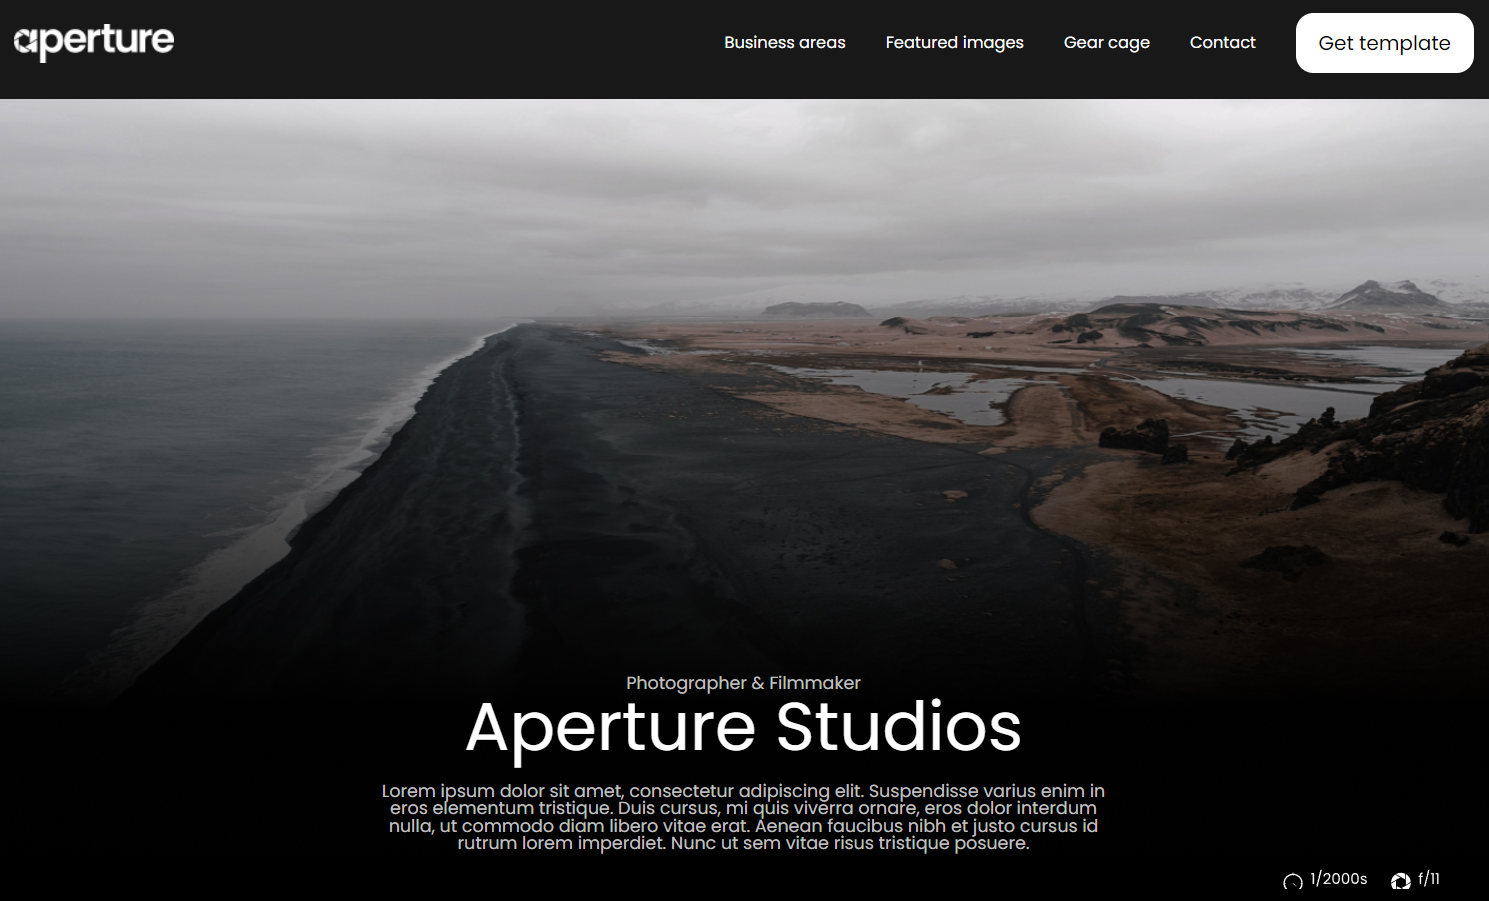 aperture
Business areas
Featured images
Gear cage
Contact
Get template
Photographer & Filmmaker
Aperture Studios
Lorem ipsum dolor sit amet, consectetur adipiscing elit. Suspendisse varius enim in
eros elementum tristique. Duis cursus, mi quis viverra ornare, eros dolor interdum
nulla, ut commodo diam libero vitae erat. Aenean faucibus nibh et justo cursus id
rutrum lorem imperdiet. Nunc ut sem vitae risus tristique posuere.
1/2000s
f/11